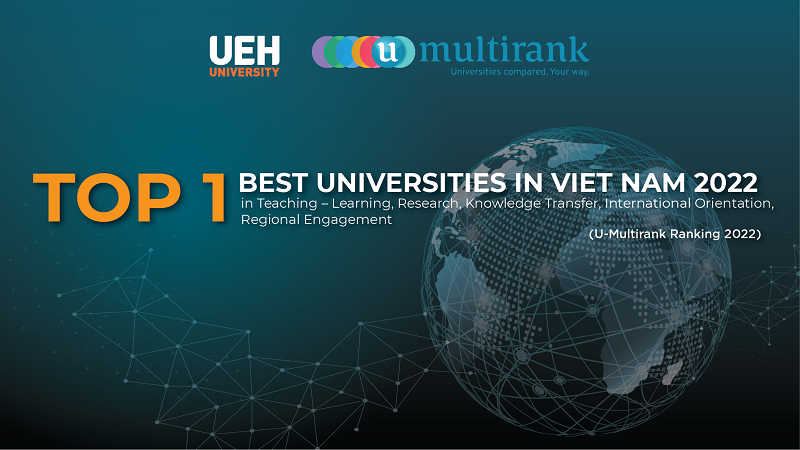 UEH
UNIVERSITY
u multirank
Universities compared. Your way.
TOP 1
BEST UNIVERSITIES IN VIET NAM 2022
in Teaching – Learning, Research, Knowledge Transfer, International Orientation,
Regional Engagement
(U-Multirank Ranking 2022)